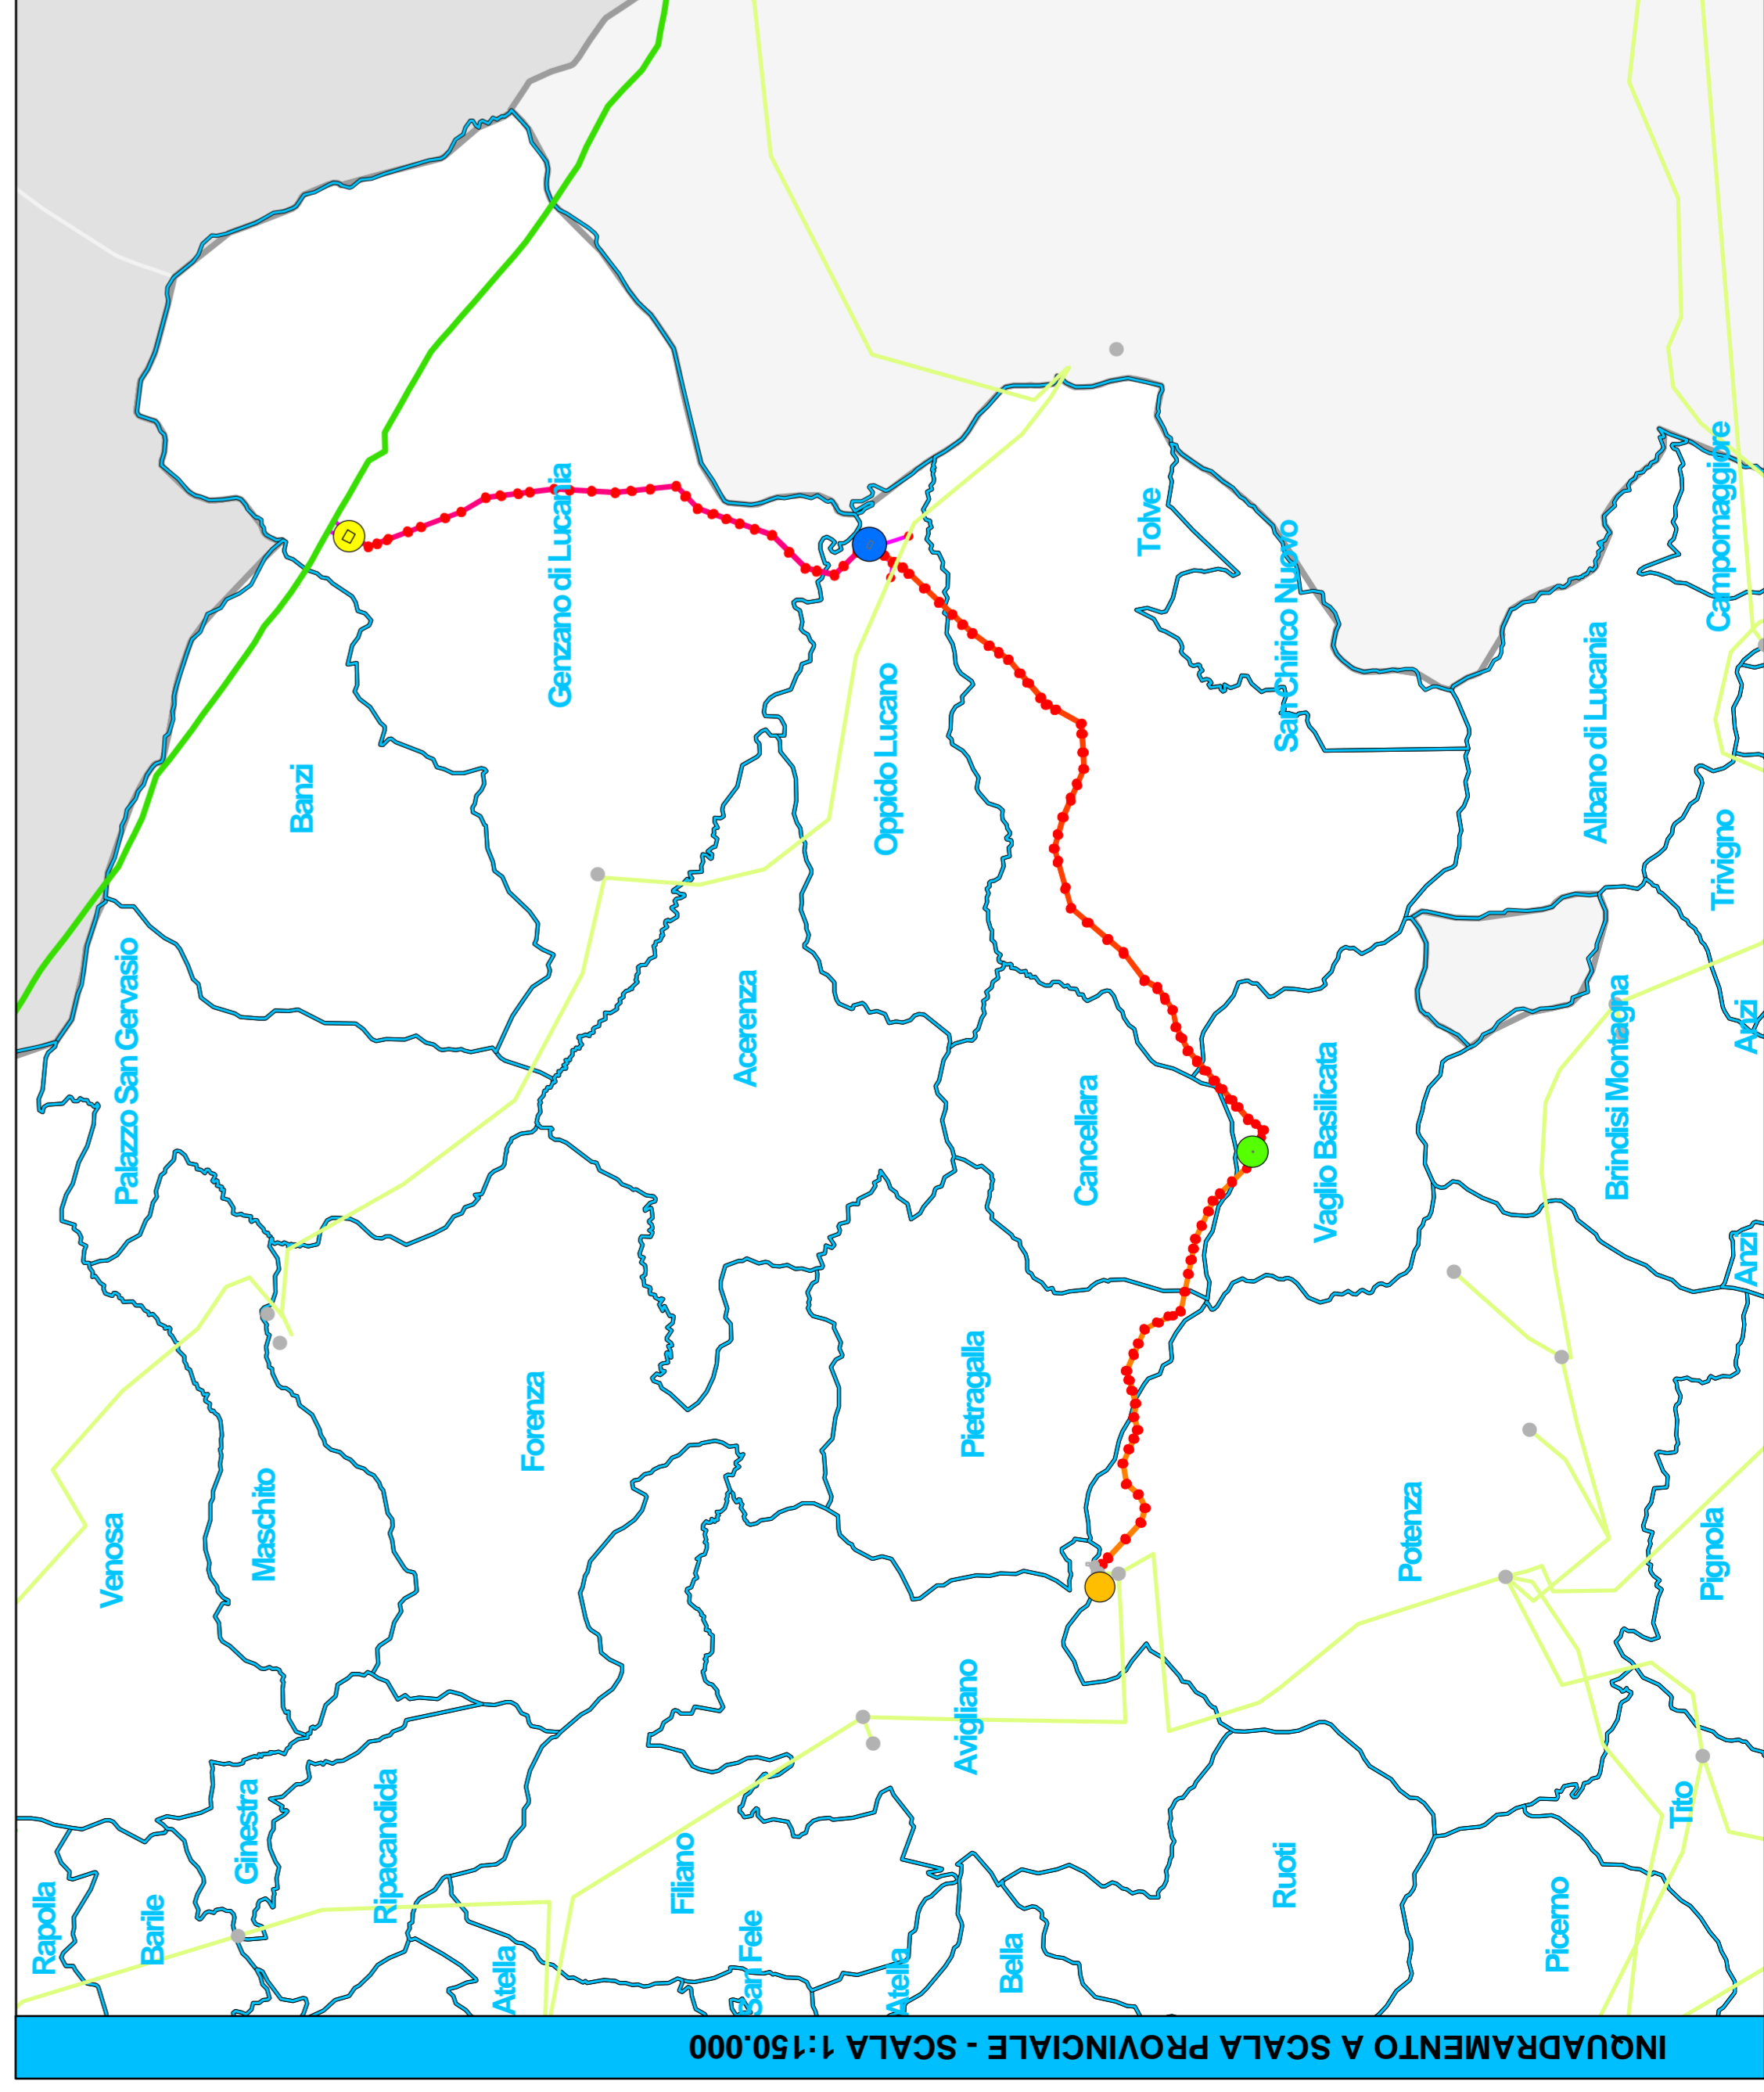 INQUADRAMENTO A SCALA PROVINCIALE - SCALA 1:150.000
Rapolla
Barile
Ginestra
Ripacandida
Atella
Filiano
San Fele
Atella
Bella
Ruoti
Picerno
Tito
Venosa
Maschito
Forenza
Avigliano
Pietragalla
Potenza
Pignola
Palazzo San Gervasio
Acerenza
Cancellara
Vaglio Basilicata
Brindisi Montagna
Anzi
Anzi
Banzi
Genzano di Lucania
Oppido Lucano
Tolve
San Chirico Nuovo
Albano di Lucania
Campomaggiore
Trivigno